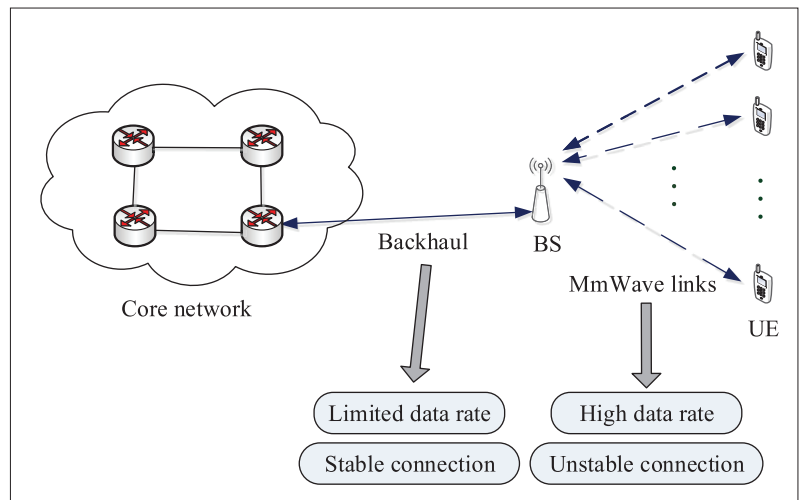 Backhaul
BS
Core network
MmWave links
UE
Limited data rate
High data rate
Stable connection
Unstable connection